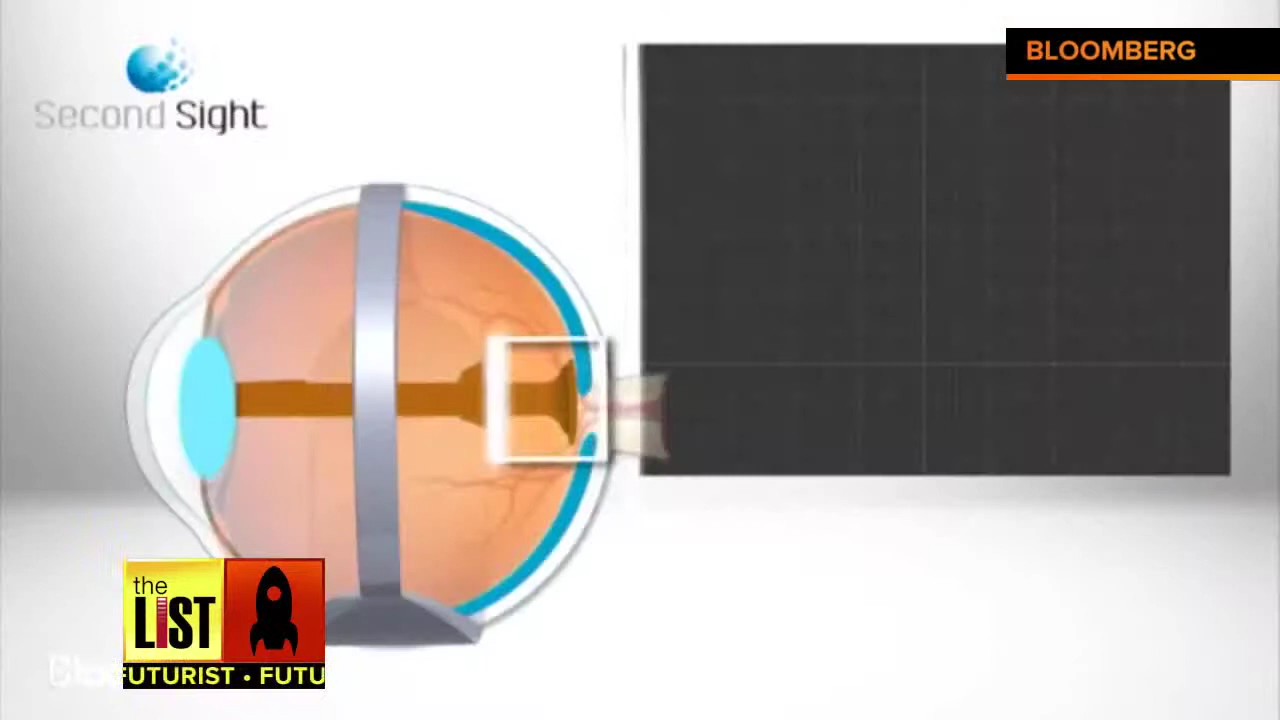 Second Sight
BLOOMBERG
the
LIST
FUTURIST • FUTU